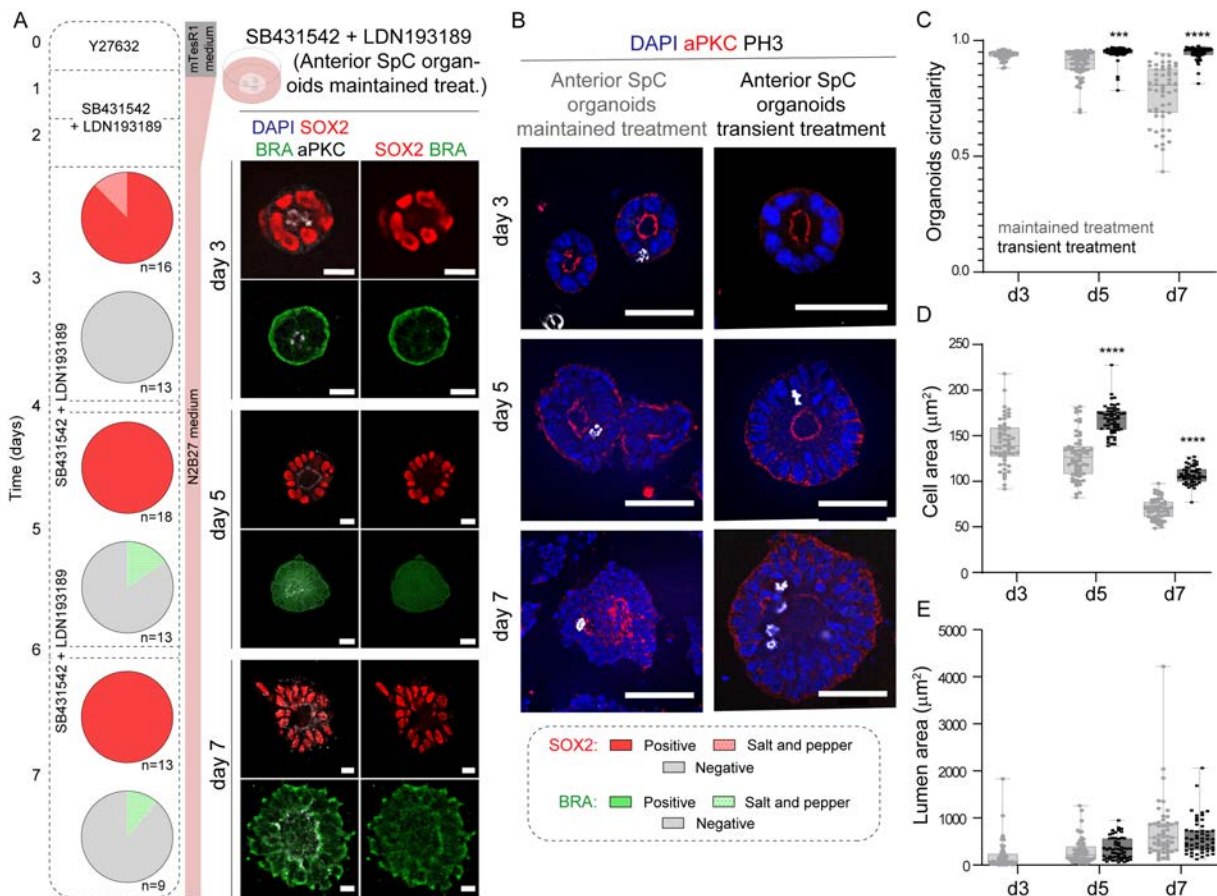 A
0
1
2
3
4
5
6
7
Time (days)
Y27632
SB431542
+ LDN193189
SB431542 + LDN193189
SB431542 + LDN193189
mTesR1
medium
N2B27 medium
n=16
n=13
n=18
n=13
n=13
n=9
SB431542 + LDN193189
(Anterior SpC organ-
oids maintained treat.)
DAPI SOX2
BRA aPKC
SOX2 BRA
day 3
day 5
day 7
B
DAPI aPKC PH3
Anterior SpC
organoids
maintained treatment
Anterior SpC
organoids
transient treatment
day 3
day 5
day 7
SOX2: Positive Salt and pepper
Negative
BRA: Positive Salt and pepper
Negative
C
Organoids circularity
1.0
0.5
0.0
*** ****
maintained treatment
transient treatment
d3 d5 d7
D
Cell area (µm²)
250
200
150
100
50
0
****
****
d3 d5 d7
E
Lumen area (µm²)
5000
4000
3000
2000
1000
0
d3 d5 d7